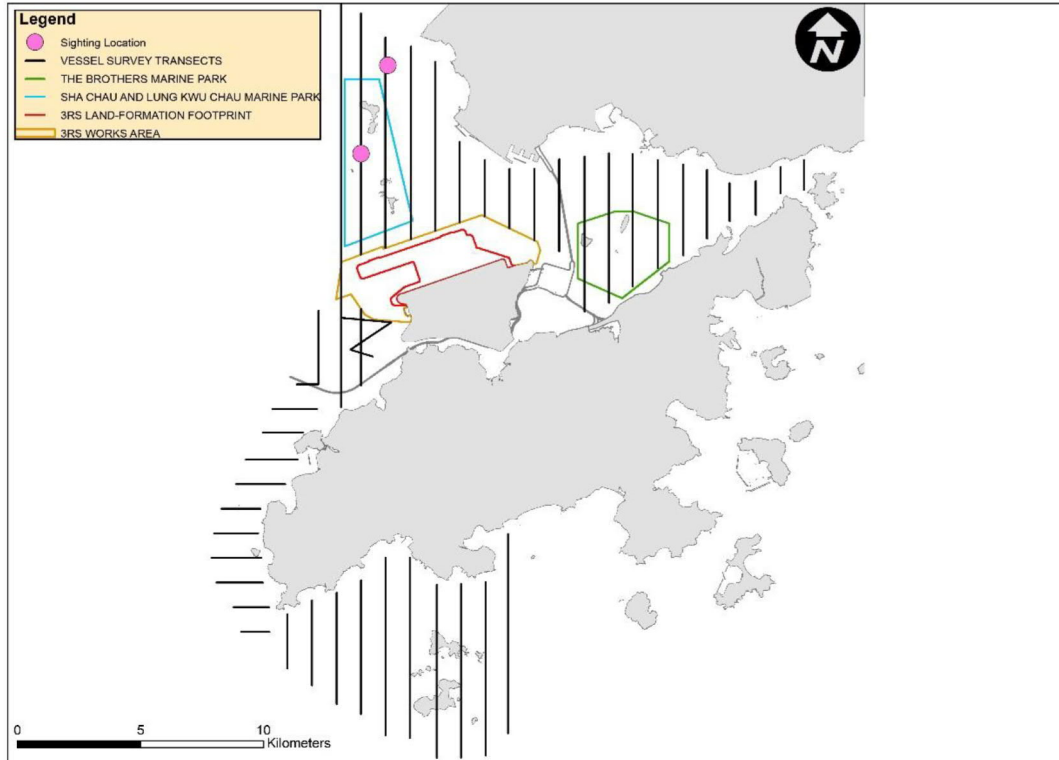 Legend
Sighting Location
VESSEL SURVEY TRANSECTS
THE BROTHERS MARINE PARK
SHA CHAU AND LUNG KWU CHAU MARINE PARK
3RS LAND-FORMATION FOOTPRINT
3RS WORKS AREA
N
0 5 10
Kilometers